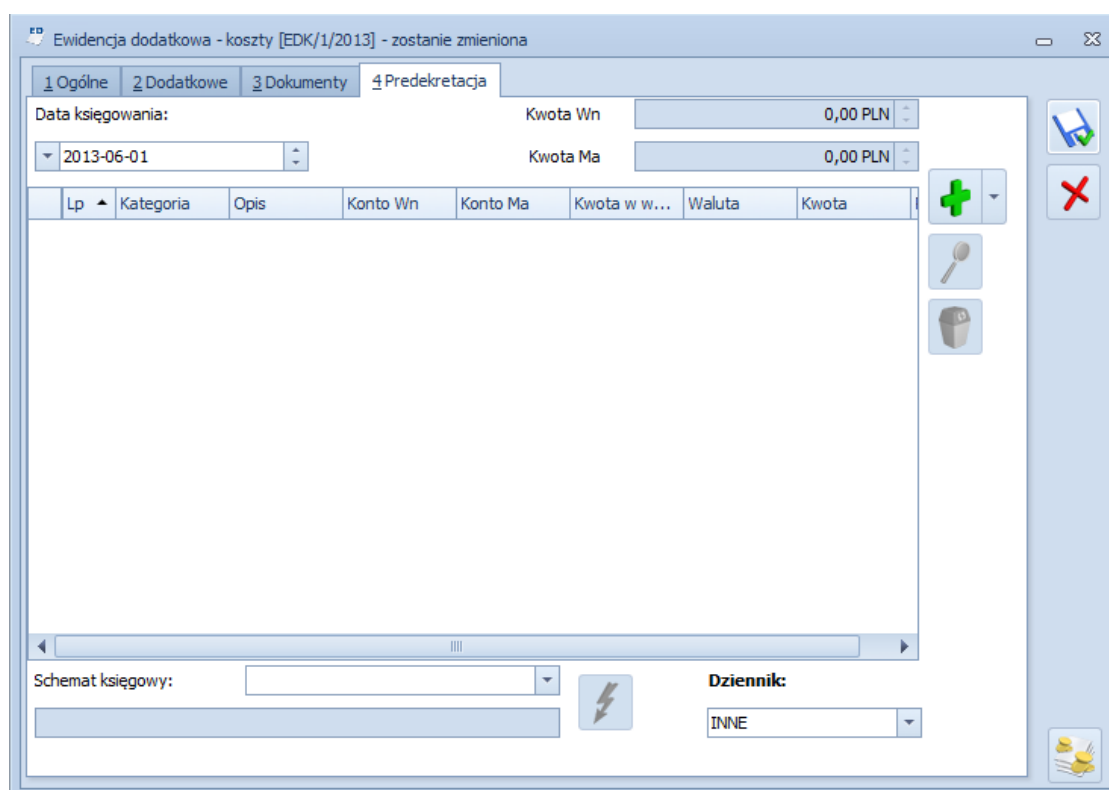 ED Ewidencja dodatkowa - koszty [EDK/1/2013] - zostanie zmieniona
1 Ogólne 2 Dodatkowe 3 Dokumenty 4 Predekretacja
Data księgowania: Kwota Wn 0,00 PLN
2013-06-01 Kwota Ma 0,00 PLN
Lp Kategoria Opis Konto Wn Konto Ma Kwota w w... Waluta Kwota
Schemat księgowy: Dziennik:
INNE